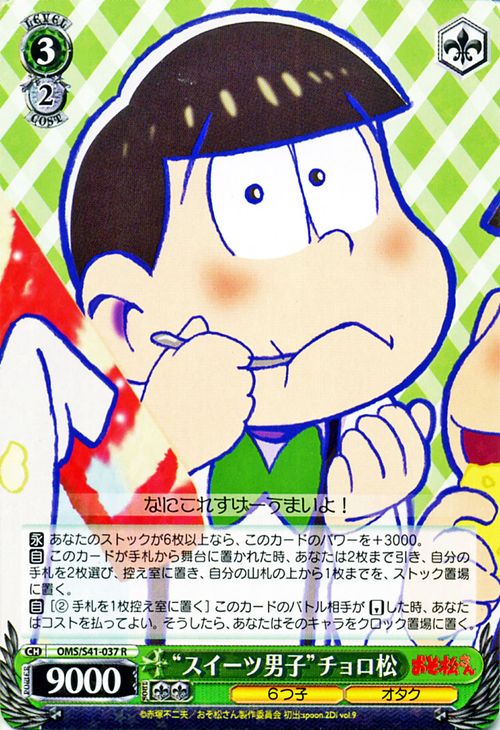 LEVEL
3
2
COST
なにこれすげーうまいよ！
永 あなたのストックが6枚以上なら、このカードのパワーを＋3000。
自 このカードが手札から舞台に置かれた時、あなたは2枚まで引き、自分の
手札を2枚選び、控え室に置き、自分の山札の上から1枚までを、ストック置場
に置く。
自 ［② 手札を1枚控え室に置く］ このカードのバトル相手が した時、あなた
はコストを払ってよい。そうしたら、あなたはそのキャラをクロック置場に置く。
CH OMS/S41-037 R
POWER 9000 SOUL
“スイーツ男子”チョロ松 おそ松さん
6つ子 オタク
©赤塚不二夫／おそ松さん製作委員会 初出:spoon.2Di vol.9